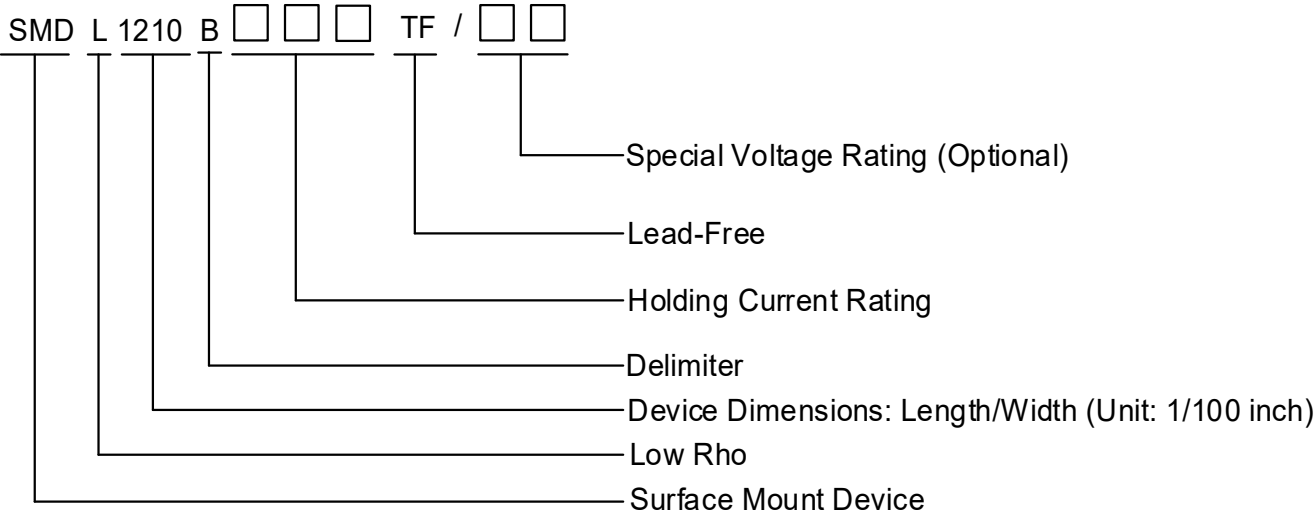 SMD L 1210 B □ □ □ TF / □ □
Special Voltage Rating (Optional)
Lead-Free
Holding Current Rating
Delimiter
Device Dimensions: Length/Width (Unit: 1/100 inch)
Low Rho
Surface Mount Device